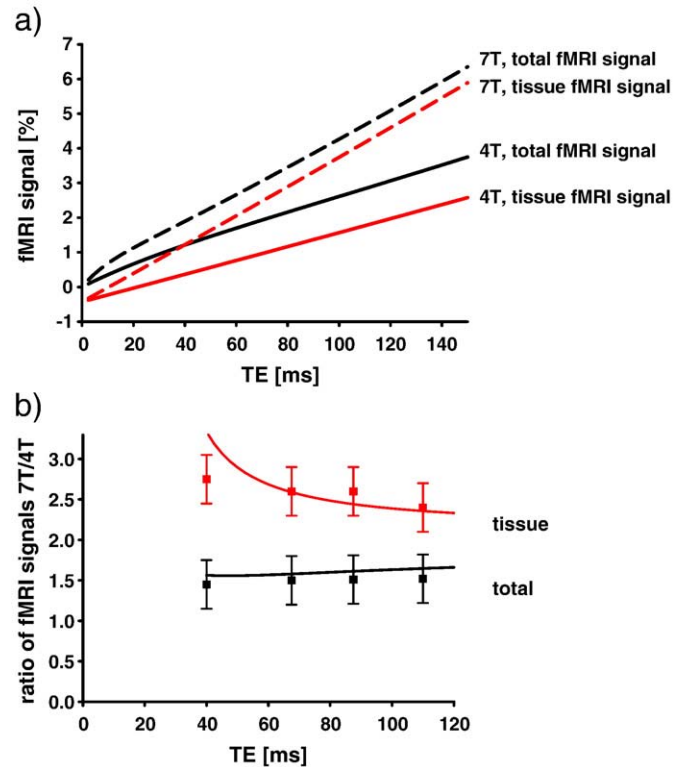 a)
fMRI signal [%]
7
6
5
4
3
2
1
0
-1
0 20 40 60 80 100 120 140
TE [ms]
7T, total fMRI signal
7T, tissue fMRI signal
4T, total fMRI signal
4T, tissue fMRI signal
b)
ratio of fMRI signals 7T/4T
3.0
2.5
2.0
1.5
1.0
0.5
0.0
0 20 40 60 80 100 120
TE [ms]
tissue
total